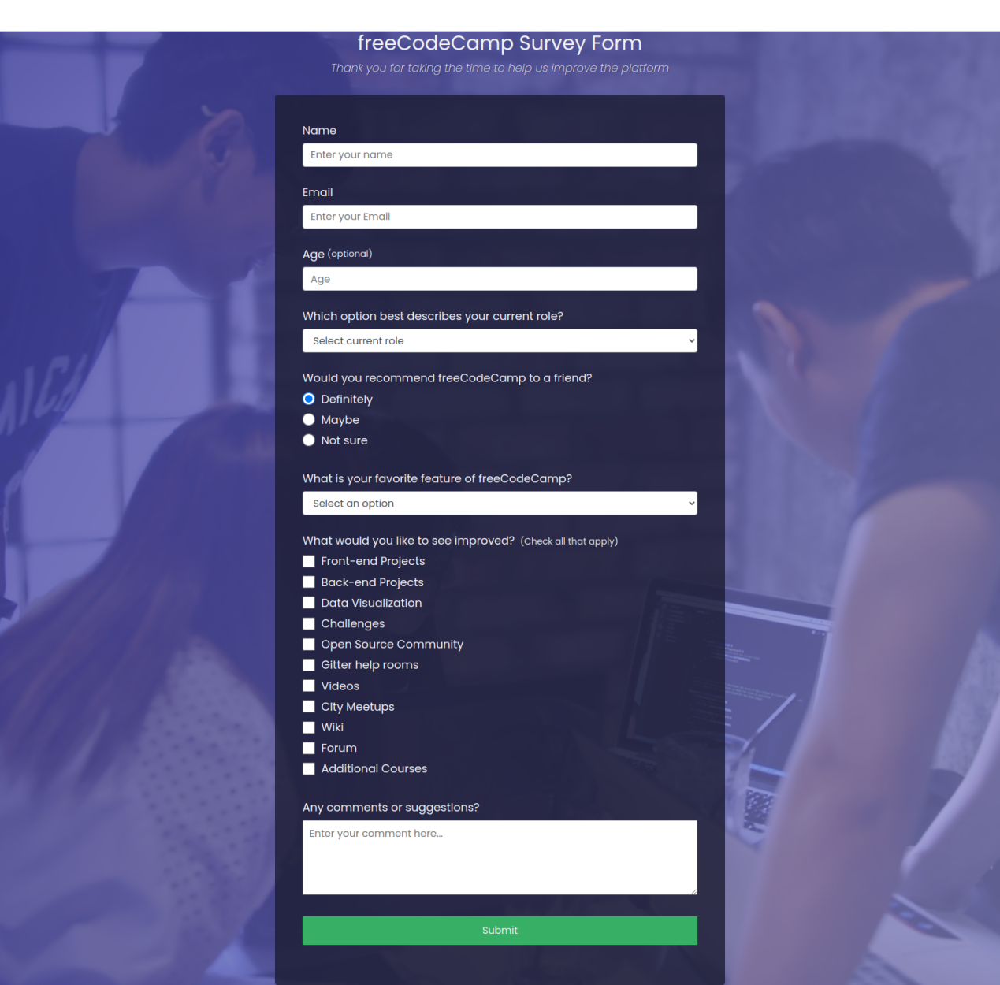 freeCodeCamp Survey Form
Thank you for taking the time to help us improve the platform
Name
Enter your name
Email
Enter your Email
Age (optional)
Age
Which option best describes your current role?
Select current role
Would you recommend freeCodeCamp to a friend?
Definitely
Maybe
Not sure
What is your favorite feature of freeCodeCamp?
Select an option
What would you like to see improved? (Check all that apply)
Front-end Projects
Back-end Projects
Data Visualization
Challenges
Open Source Community
Gitter help rooms
Videos
City Meetups
Wiki
Forum
Additional Courses
Any comments or suggestions?
Enter your comment here...
Submit